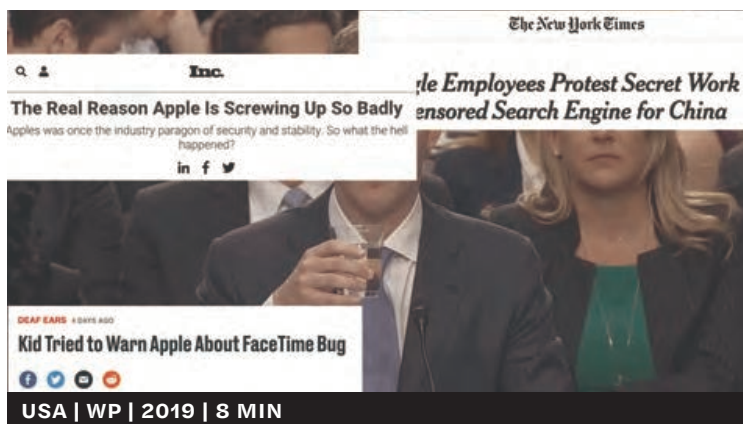 Inc.
The Real Reason Apple Is Screwing Up So Badly
Apples was once the industry paragon of security and stability. So what the hell
happened?
The New York Times
gle Employees Protest Secret Work
ensored Search Engine for China
DEAF EARS 4 DAYS AGO
Kid Tried to Warn Apple About FaceTime Bug
USA | WP | 2019 | 8 MIN